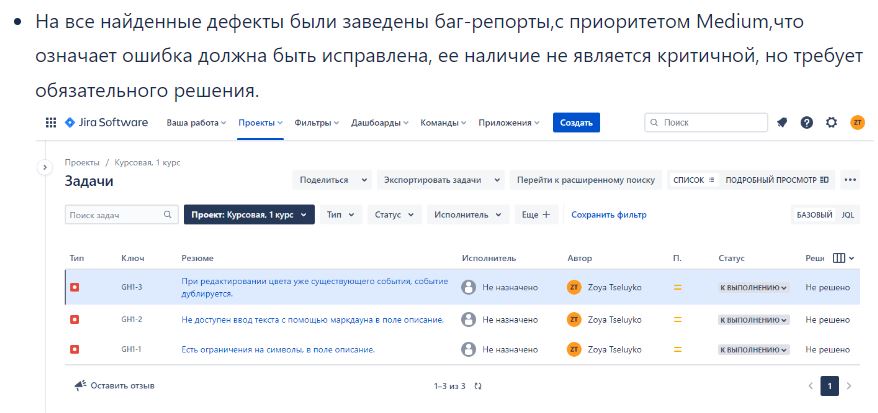 На все найденные дефекты были заведены баг-репорты,с приоритетом Medium,что
означает ошибка должна быть исправлена, ее наличие не является критичной, но требует
обязательного решения.
Jira Software Ваша работа Проекты Фильтры Дашборды Команды Приложения Создать Поиск ZT
Проекты / Курсовая, 1 курс
Задачи Поделиться Экспортировать задачи Перейти к расширенному поиску СПИСОК ПОДРОБНЫЙ ПРОСМОТР
Поиск задач Проект: Курсовая, 1 курс Тип Статус Исполнитель Еще + Сохранить фильтр БАЗОВЫЙ JQL
Тип Ключ Резюме Исполнитель Автор П. Статус Реше
GH1-3 При редактировании цвета уже существующего события, событие
дублируется. Не назначено ZT Zoya Tseluyko К ВЫПОЛНЕНИЮ Не решено
GH1-2 Не доступен ввод текста с помощью маркдауна в поле описание. Не назначено ZT Zoya Tseluyko К ВЫПОЛНЕНИЮ Не решено
GH1-1 Есть ограничения на символы, в поле описание. Не назначено ZT Zoya Tseluyko К ВЫПОЛНЕНИЮ Не решено
Оставить отзыв 1–3 из 3 1